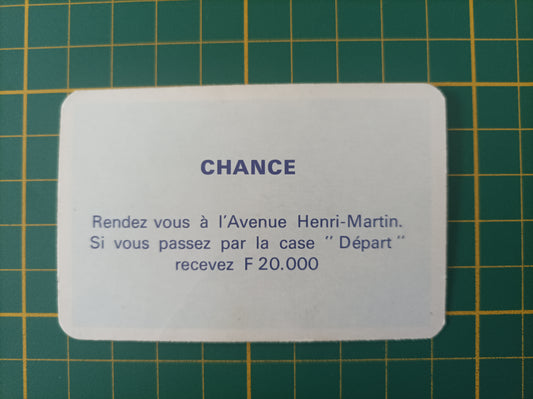 CHANCE
Rendez vous à l'Avenue Henri-Martin.
Si vous passez par la case "Départ"
recevez F 20.000